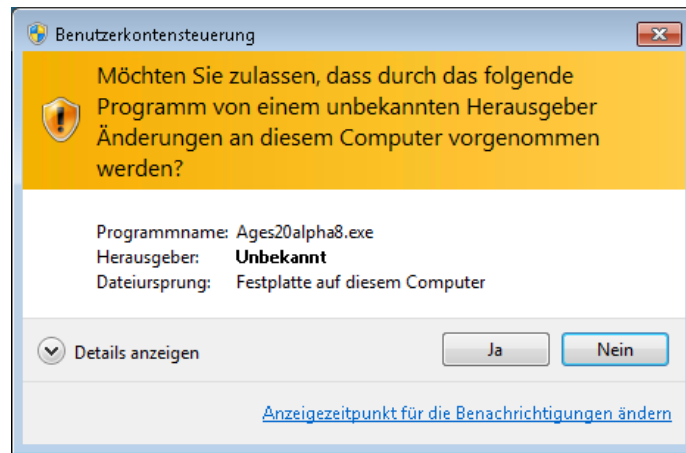 Benutzerkontensteuerung
Möchten Sie zulassen, dass durch das folgende
Programm von einem unbekannten Herausgeber
Änderungen an diesem Computer vorgenommen
werden?
Programmname: Ages20alpha8.exe
Herausgeber: Unbekannt
Dateiursprung: Festplatte auf diesem Computer
Details anzeigen Ja Nein
Anzeigezeitpunkt für die Benachrichtigungen ändern